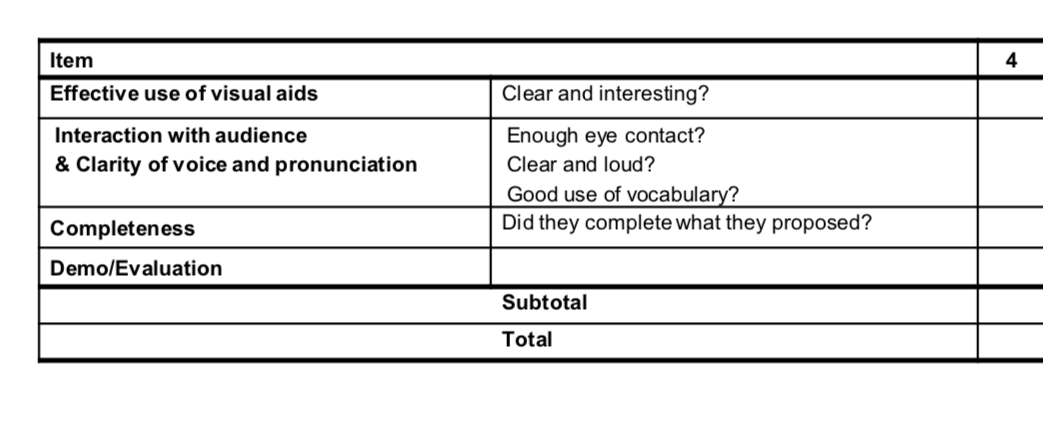 Item 4
Effective use of visual aids Clear and interesting?
Interaction with audience Enough eye contact?
& Clarity of voice and pronunciation Clear and loud?
Good use of vocabulary?
Completeness Did they complete what they proposed?
Demo/Evaluation
Subtotal
Total